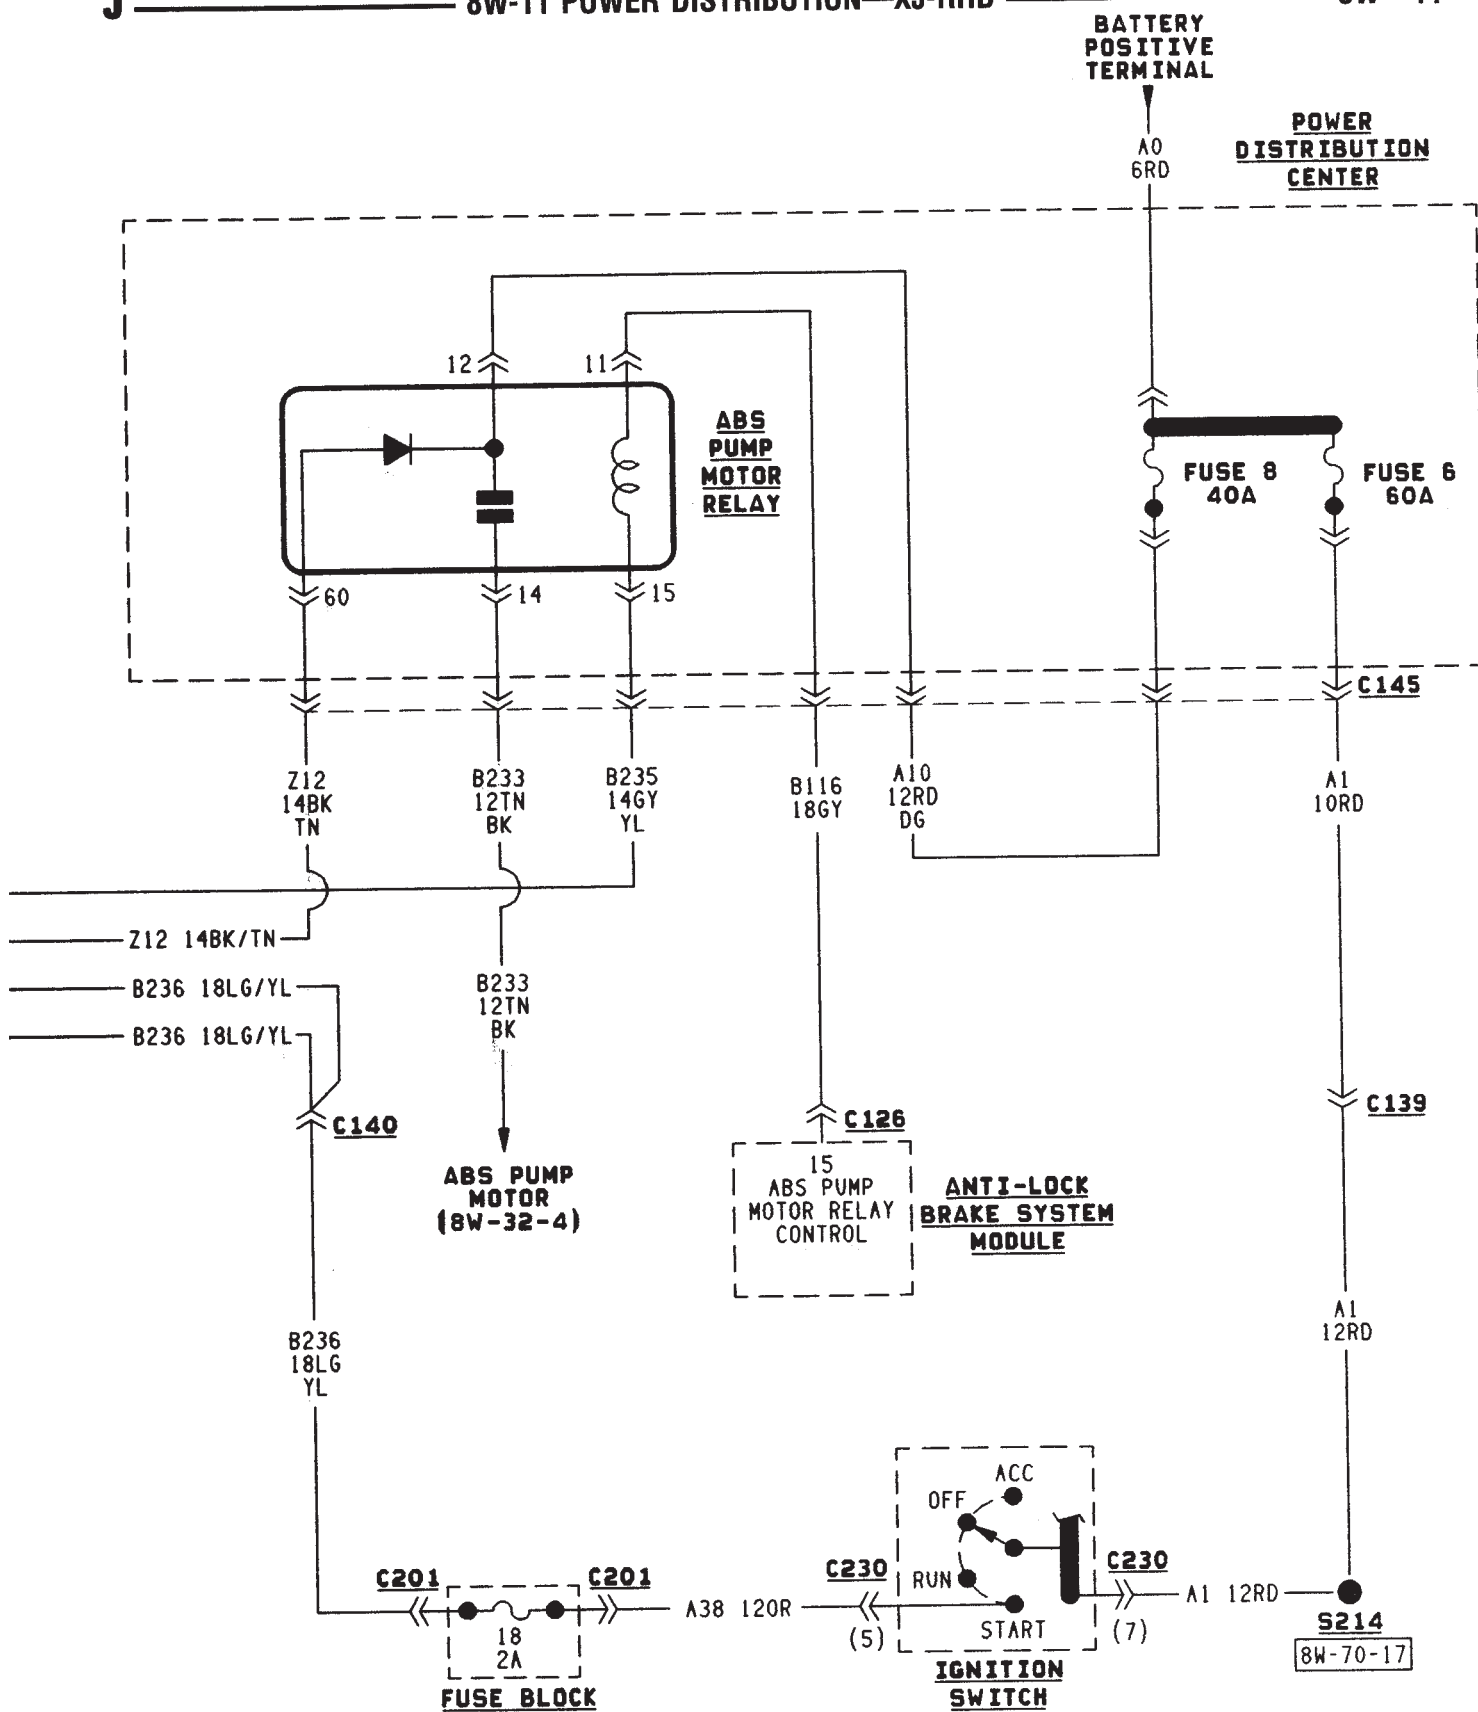 BATTERY
POSITIVE
TERMINAL
POWER
DISTRIBUTION
CENTER
A0
6RD
12
11
ABS
PUMP
MOTOR
RELAY
FUSE 8
40A
FUSE 6
60A
60
14
15
C145
Z12
14BK
TN
B233
12TN
BK
B235
14GY
YL
B116
18GY
A10
12RD
DG
A1
10RD
Z12 14BK/TN
B236 18LG/YL
B236 18LG/YL
B233
12TN
BK
C140
C126
C139
ABS PUMP
MOTOR
(8W-32-4)
15
ABS PUMP
MOTOR RELAY
CONTROL
ANTI-LOCK
BRAKE SYSTEM
MODULE
A1
12RD
B236
18LG
YL
ACC
OFF
RUN
START
C201
C201
C230
C230
A38 12OR
(5)
(7)
A1 12RD
18
2A
S214
8W-70-17
FUSE BLOCK
IGNITION
SWITCH